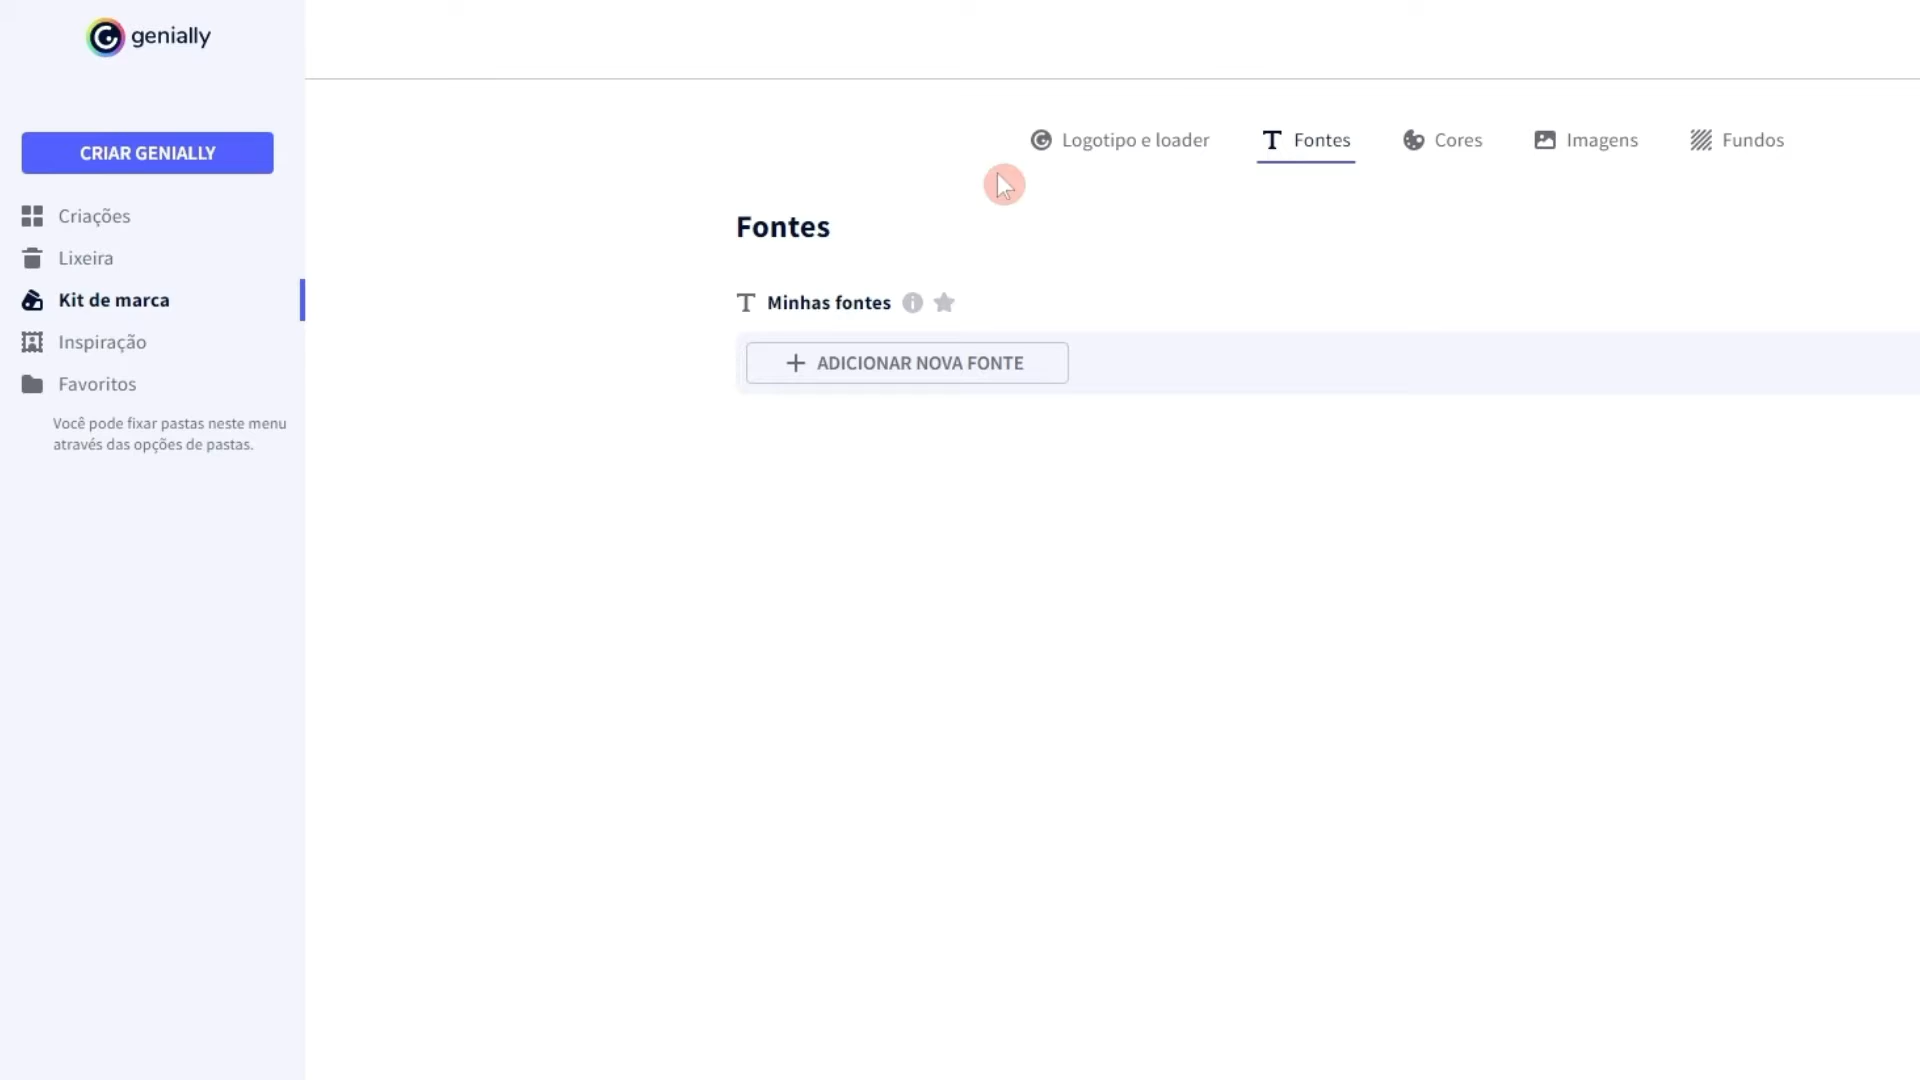 genially
CRIAR GENIALLY
Criações
Lixeira
Kit de marca
Inspiração
Favoritos
Você pode fixar pastas neste menu
através das opções de pastas.
Logotipo e loader
Fontes
Cores
Imagens
Fundos
Fontes
Minhas fontes
ADICIONAR NOVA FONTE